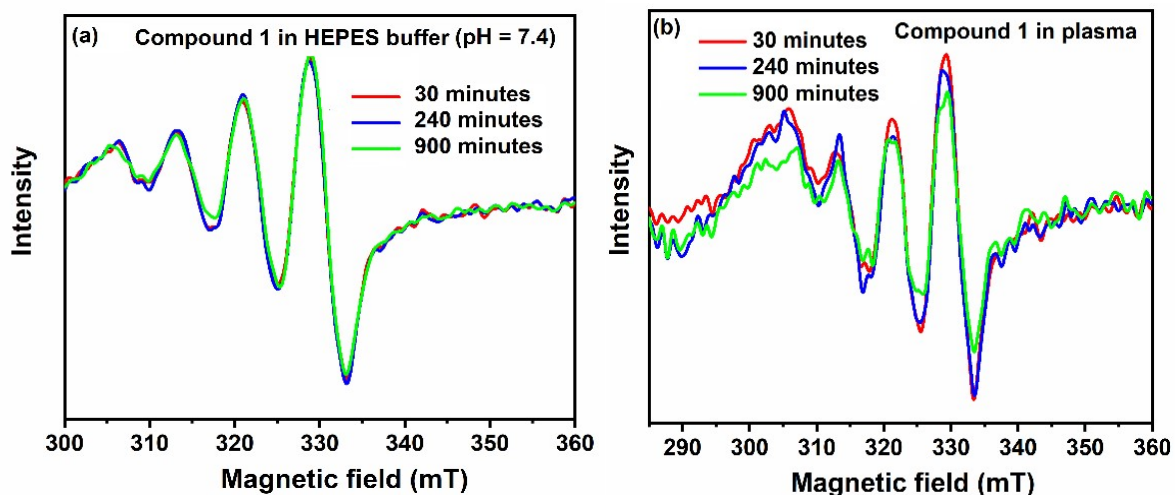 (a)
Compound 1 in HEPES buffer (pH = 7.4)
30 minutes
240 minutes
900 minutes
Intensity
300 310 320 330 340 350 360
Magnetic field (mT)
(b)
Compound 1 in plasma
30 minutes
240 minutes
900 minutes
Intensity
290 300 310 320 330 340 350 360
Magnetic field (mT)